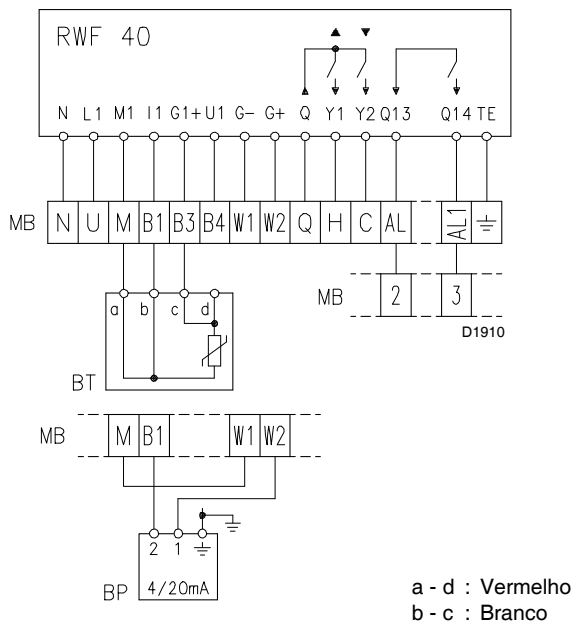 RWF 40
N L1 M1 I1 G1+ U1 G- G+ Q Y1 Y2 Q13 Q14 TE
MB N U M B1 B3 B4 W1 W2 Q H C AL AL1
MB 2 3
D1910
a b c d
BT
MB M B1 W1 W2
2 1
BP 4/20mA
a - d : Vermelho
b - c : Branco